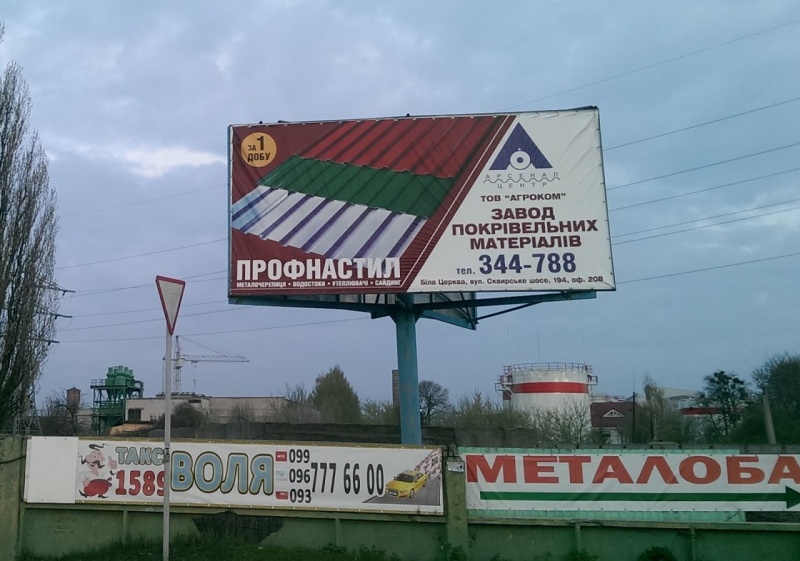 за 1 добу
АРСЕНАЛ
ЦЕНТР
ТОВ "АГРОКОМ"
ЗАВОД
ПОКРІВЕЛЬНИХ
МАТЕРІАЛІВ
тел. 344-788
Біла Церква, вул. Сквирське шосе, 194, оф. 208
ПРОФНАСТИЛ
МЕТАЛОЧЕРЕПИЦЯ • ВОДОСТОКИ • УТЕПЛЮВАЧІ • САЙДИНГ
ТАКСІ
1589
ВОЛЯ
099
096
093
777 66 00
МЕТАЛОБА